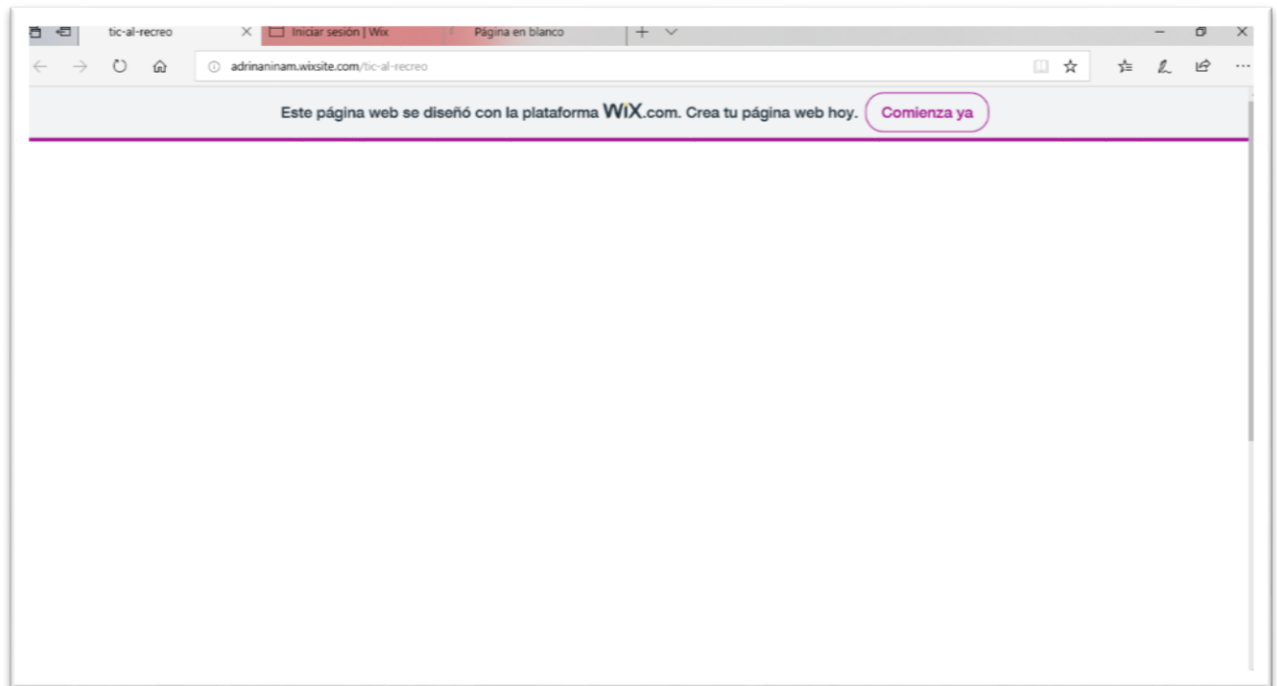 tic-al-recreo
Iniciar sesión | Wix
Página en blanco
adrinaninam.wixsite.com/tic-al-recreo
Este página web se diseñó con la plataforma WiX.com. Crea tu página web hoy. Comienza ya